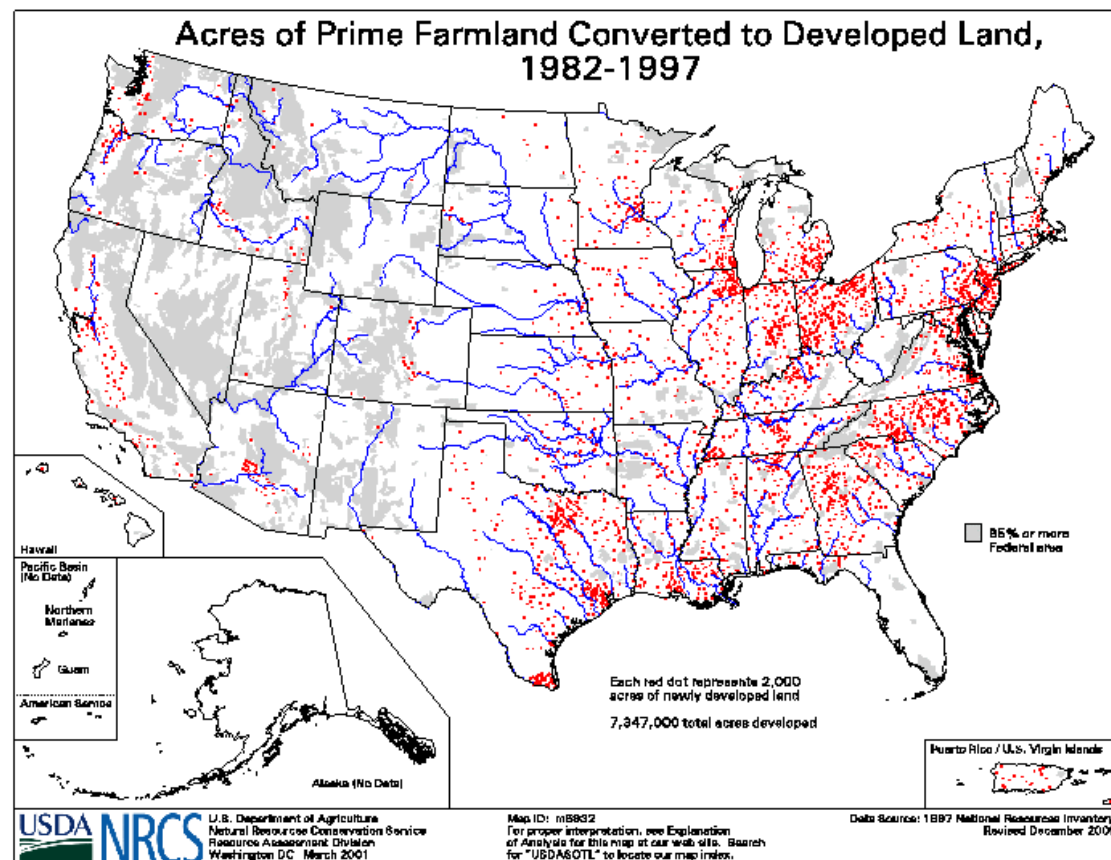 Acres of Prime Farmland Converted to Developed Land,
1982-1997
Hawaii
Pacific Basin
(No Data)
Northern
Marianas
Guam
American Samoa
Alaska (No Data)
95% or more
Federal area
Each red dot represents 2,000
acres of newly developed land
7,347,000 total acres developed
Puerto Rico / U.S. Virgin Islands
USDA
NRCS
U.S. Department of Agriculture
Natural Resources Conservation Service
Resource Assessment Division
Washington DC March 2001
Map ID: m5932
For proper interpretation, see Explanation
of Analysis for this map at our web site. Search
for "USDASOTL" to locate our map index.
Data Source: 1997 National Resources Inventory
Revised December